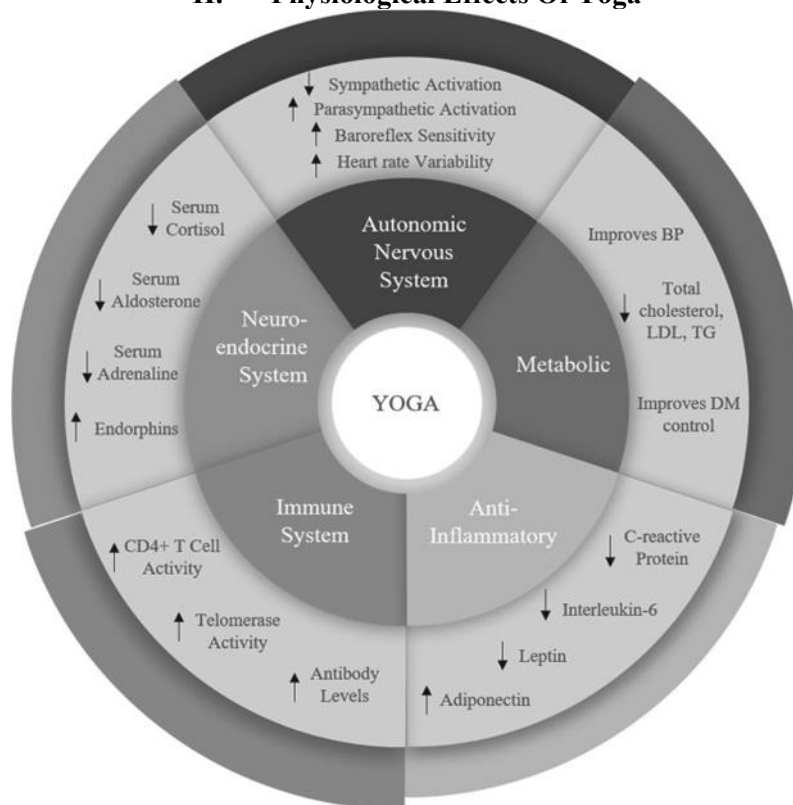 II. Physiological Effects Of Yoga
Sympathetic Activation
Parasympathetic Activation
Baroreflex Sensitivity
Heart rate Variability
Autonomic
Nervous
System
Improves BP
Total
cholesterol,
LDL, TG
Improves DM
control
Metabolic
C-reactive
Protein
Interleukin-6
Leptin
Adiponectin
Anti-
Inflammatory
Immune
System
CD4+ T Cell
Activity
Telomerase
Activity
Antibody
Levels
Neuro-
endocrine
System
Serum
Cortisol
Serum
Aldosterone
Serum
Adrenaline
Endorphins
YOGA